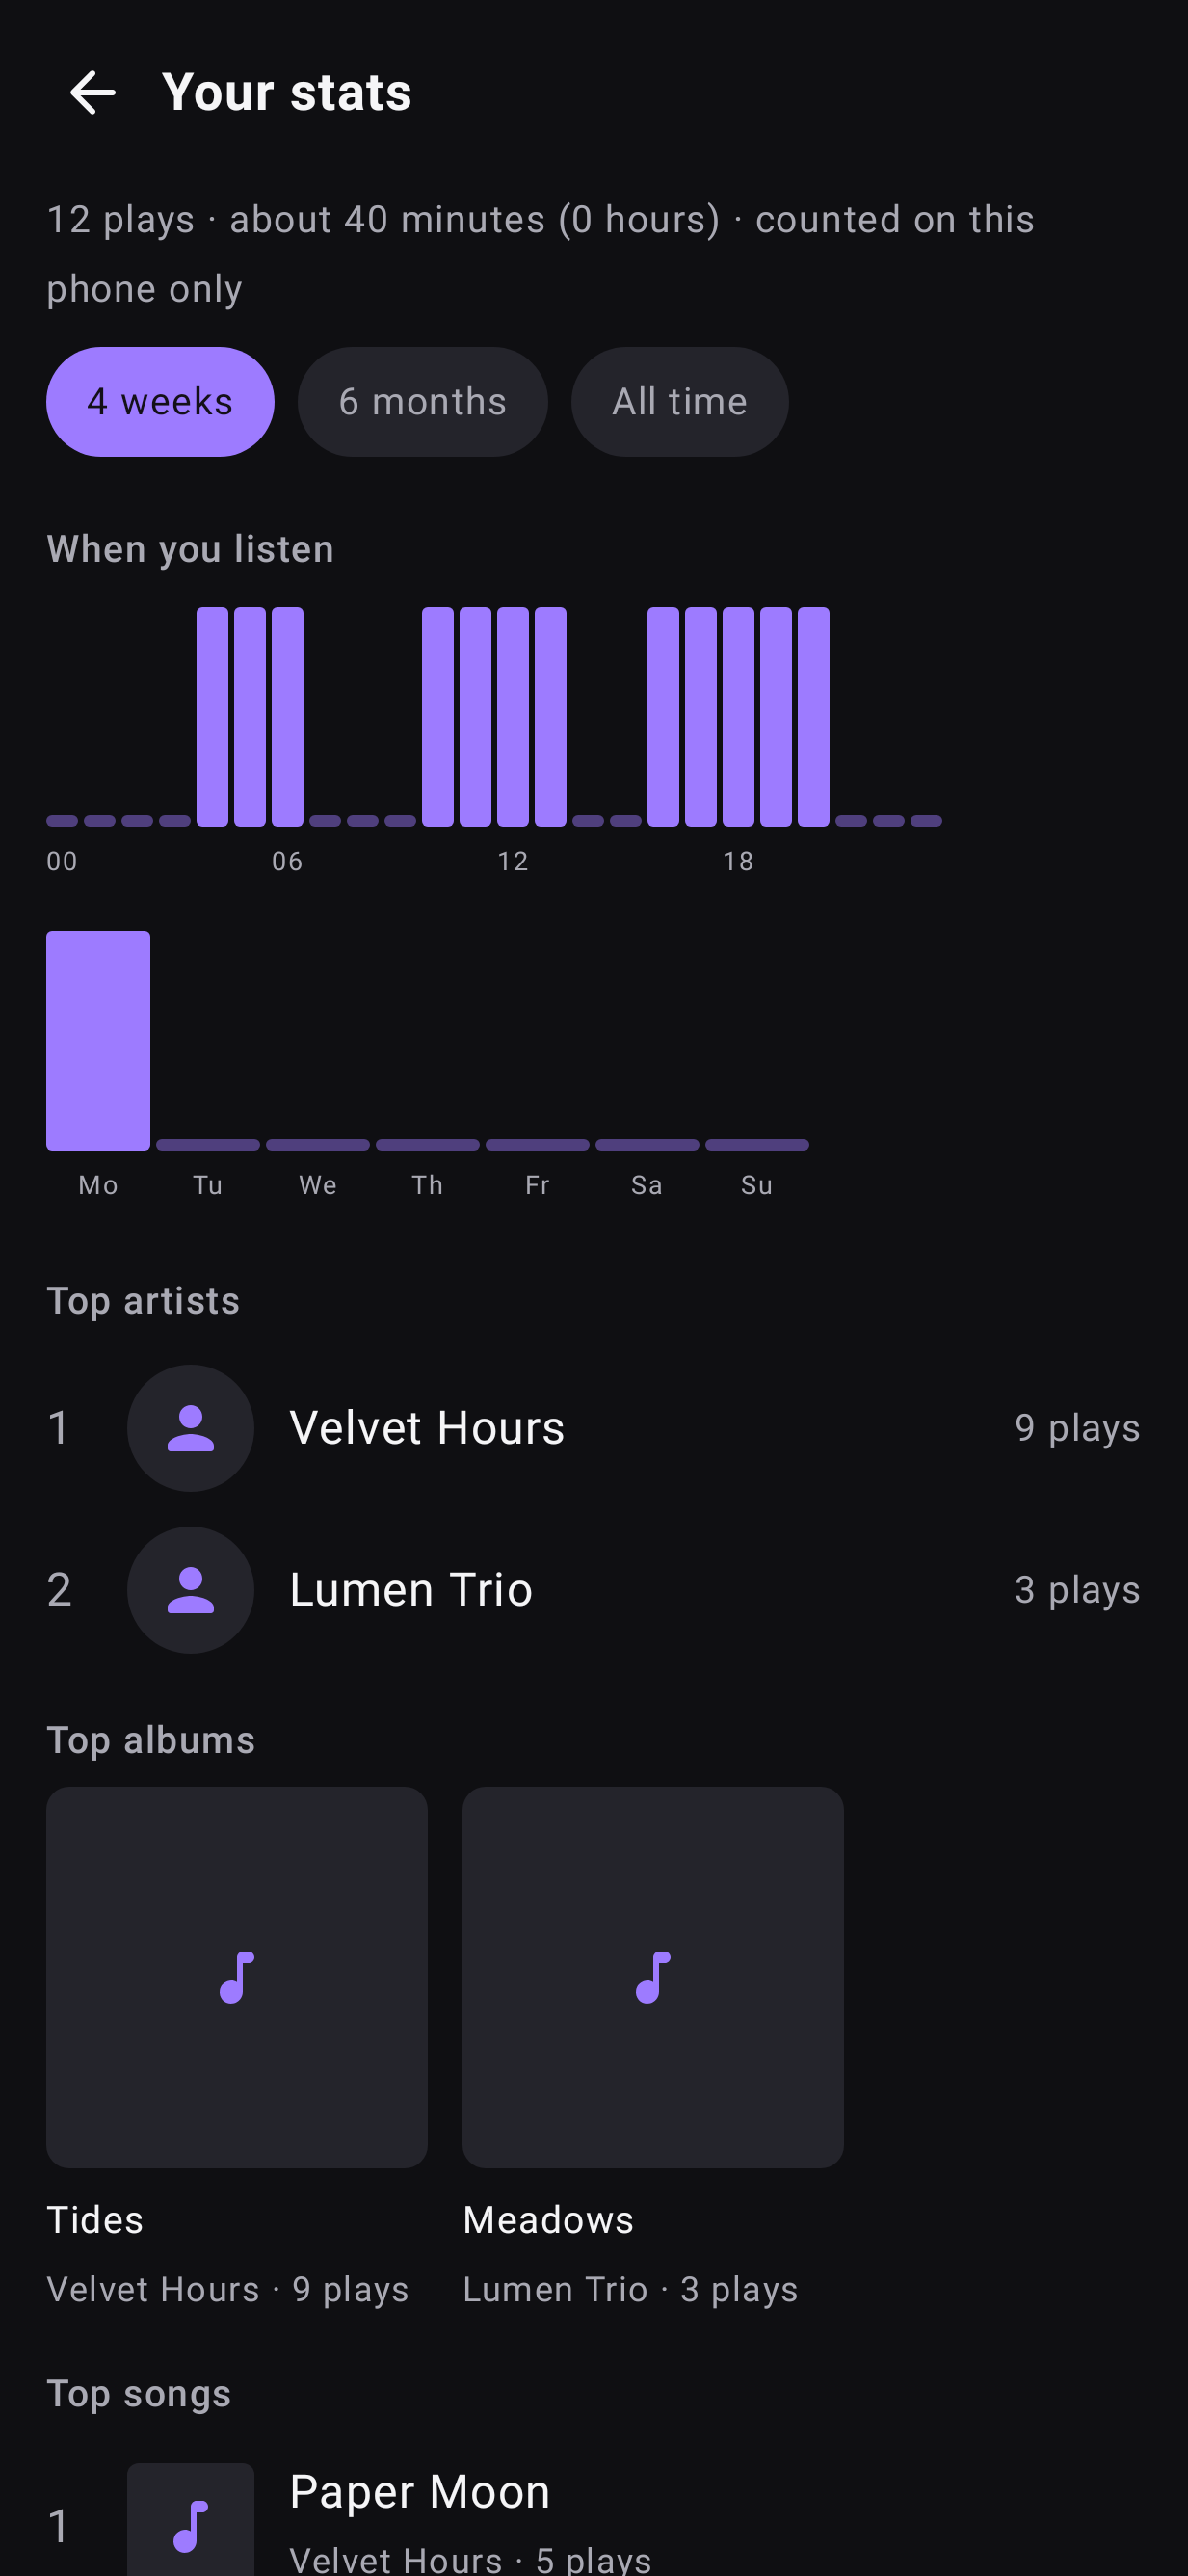 Your stats
12 plays · about 40 minutes (0 hours) · counted on this
phone only
4 weeks
6 months
All time
When you listen
00
06
12
18
Mo
Tu
We
Th
Fr
Sa
Su
Top artists
1
Velvet Hours
9 plays
2
Lumen Trio
3 plays
Top albums
Tides
Velvet Hours · 9 plays
Meadows
Lumen Trio · 3 plays
Top songs
1
Paper Moon
Velvet Hours · 5 plays